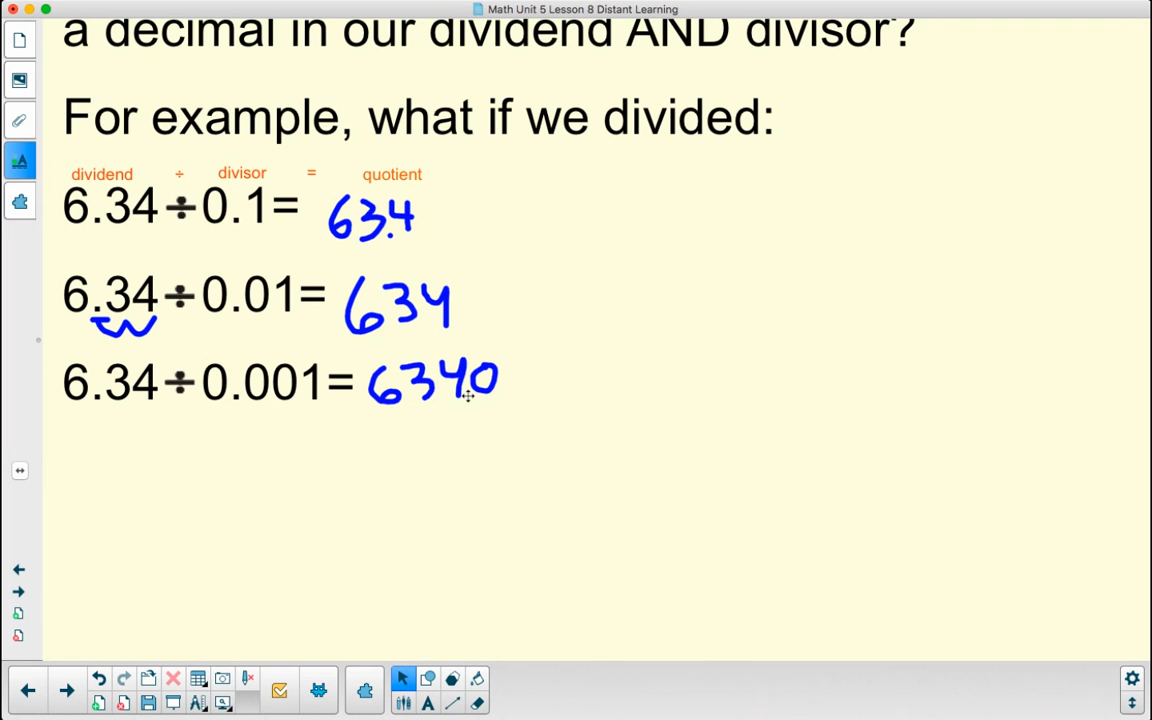 Math Unit 5 Lesson 8 Distant Learning
a decimal in our dividend AND divisor?
For example, what if we divided:
dividend ÷ divisor = quotient
6.34÷0.1= 63.4
6.34÷0.01= 634
6.34÷0.001= 6340